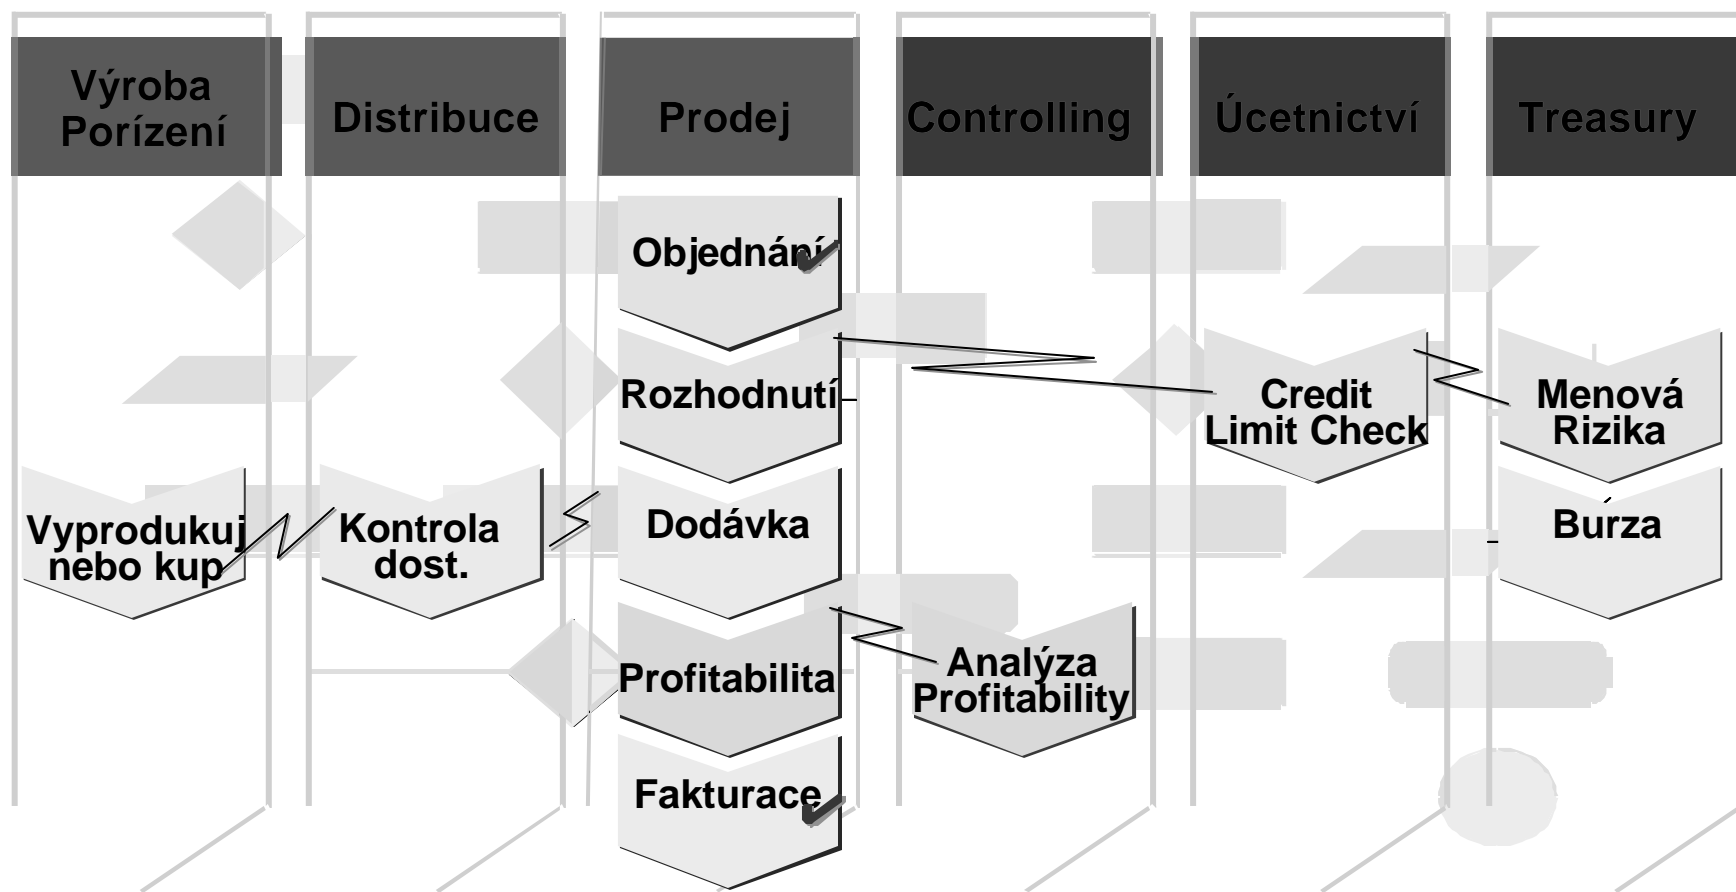 Výroba
Porízení
Distribuce
Prodej
Controlling
Úcetnictví
Treasury
Objednání
Rozhodnutí
Credit
Limit Check
Menová
Rizika
Vyprodukuj
nebo kup
Kontrola
dost.
Dodávka
Burza
Profitabilita
Analýza
Profitability
Fakturace